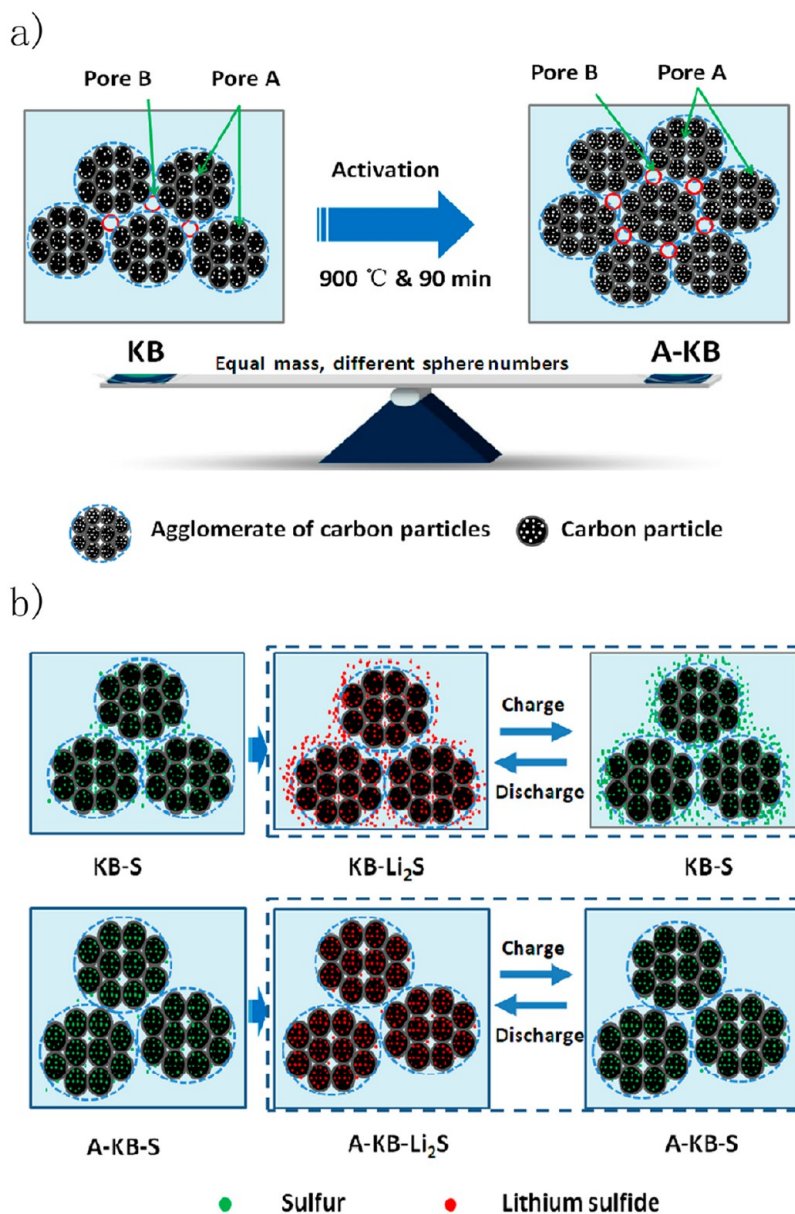 a)
Pore B Pore A
Pore B Pore A
Activation
900 ℃ & 90 min
KB
A-KB
Equal mass, different sphere numbers
Agglomerate of carbon particles
Carbon particle
b)
Charge
Discharge
KB-S
KB-Li₂S
KB-S
Charge
Discharge
A-KB-S
A-KB-Li₂S
A-KB-S
Sulfur
Lithium sulfide